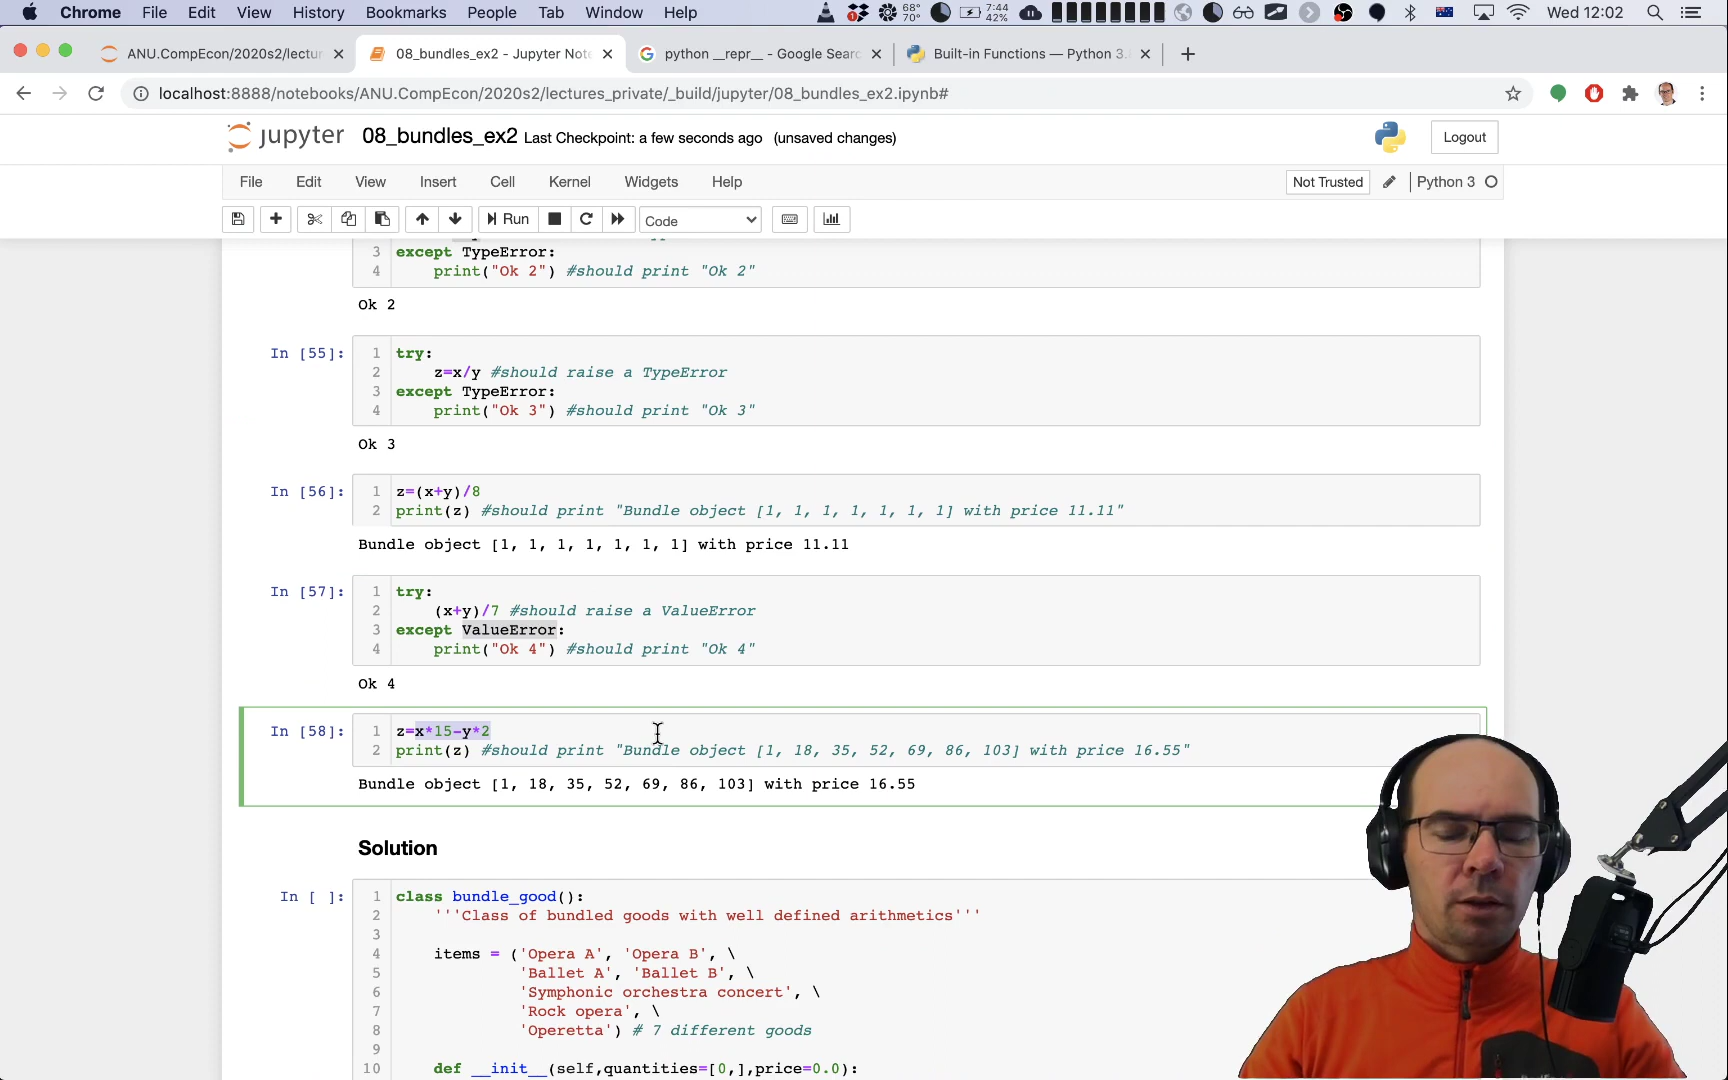 Chrome File Edit View History Bookmarks People Tab Window Help 68° 70° 7:44 42% Wed 12:02
ANU.CompEcon/2020s2/lectur 08_bundles_ex2 - Jupyter Note python __repr__ - Google Searc Built-in Functions — Python 3.
localhost:8888/notebooks/ANU.CompEcon/2020s2/lectures_private/_build/jupyter/08_bundles_ex2.ipynb#
jupyter 08_bundles_ex2 Last Checkpoint: a few seconds ago (unsaved changes) Logout
File Edit View Insert Cell Kernel Widgets Help Not Trusted Python 3
Run Code
3 except TypeError:
4 print("Ok 2") #should print "Ok 2"
Ok 2
In [55]: 1 try:
2 z=x/y #should raise a TypeError
3 except TypeError:
4 print("Ok 3") #should print "Ok 3"
Ok 3
In [56]: 1 z=(x+y)/8
2 print(z) #should print "Bundle object [1, 1, 1, 1, 1, 1, 1] with price 11.11"
Bundle object [1, 1, 1, 1, 1, 1, 1] with price 11.11
In [57]: 1 try:
2 (x+y)/7 #should raise a ValueError
3 except ValueError:
4 print("Ok 4") #should print "Ok 4"
Ok 4
In [58]: 1 z=x*15-y*2
2 print(z) #should print "Bundle object [1, 18, 35, 52, 69, 86, 103] with price 16.55"
Bundle object [1, 18, 35, 52, 69, 86, 103] with price 16.55
Solution
In [ ]: 1 class bundle_good():
2 '''Class of bundled goods with well defined arithmetics'''
3
4 items = ('Opera A', 'Opera B', \
5 'Ballet A', 'Ballet B', \
6 'Symphonic orchestra concert', \
7 'Rock opera', \
8 'Operetta') # 7 different goods
9
10 def __init__(self,quantities=[0,],price=0.0):